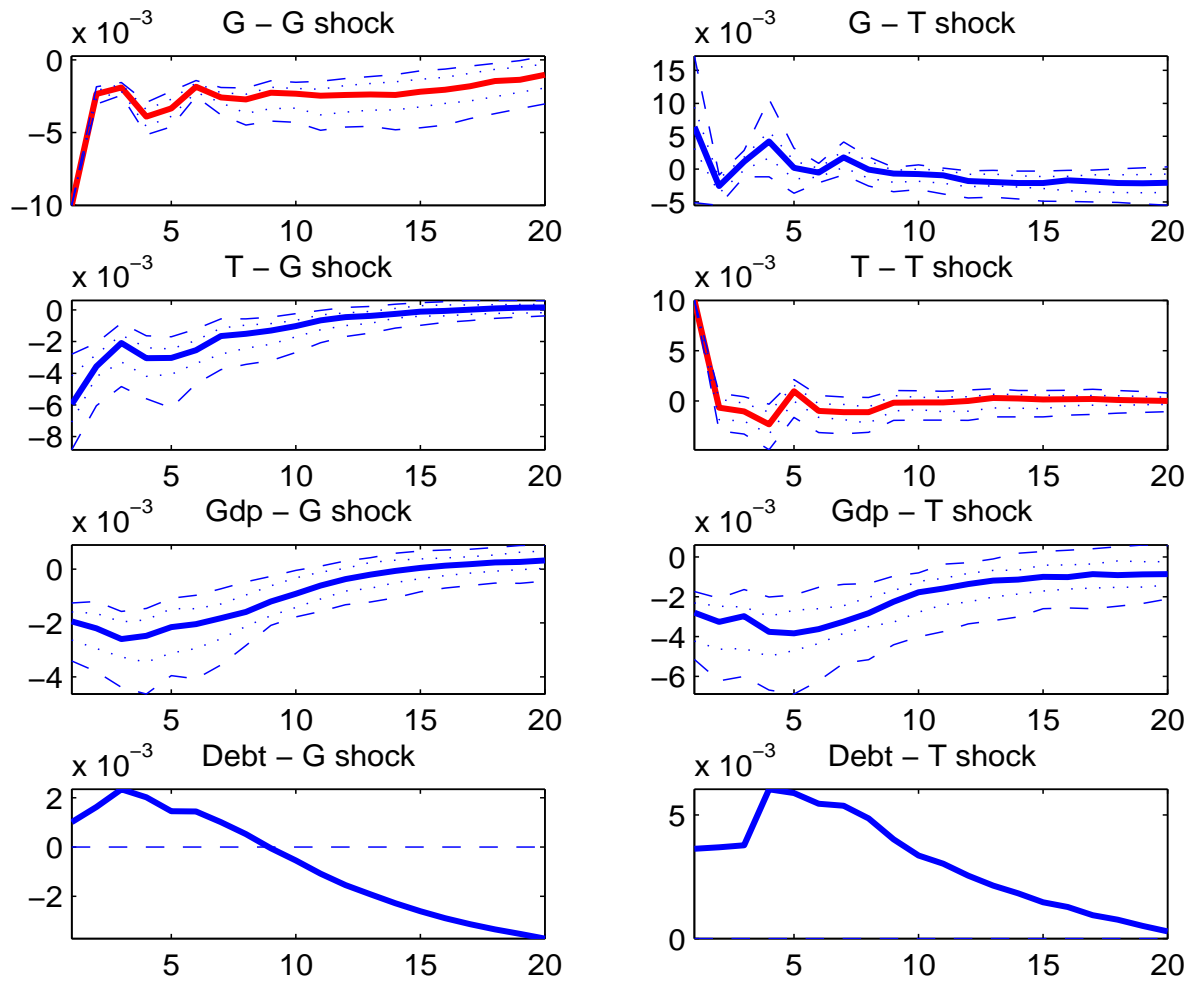 x 10−3
G − G shock
0
−5
−10
5 10 15 20
x 10−3
G − T shock
15
10
5
0
−5
5 10 15 20
x 10−3
T − G shock
0
−2
−4
−6
−8
5 10 15 20
x 10−3
T − T shock
10
5
0
5 10 15 20
x 10−3
Gdp − G shock
0
−2
−4
5 10 15 20
x 10−3
Gdp − T shock
0
−2
−4
−6
5 10 15 20
x 10−3
Debt − G shock
2
0
−2
5 10 15 20
x 10−3
Debt − T shock
5
0
5 10 15 20